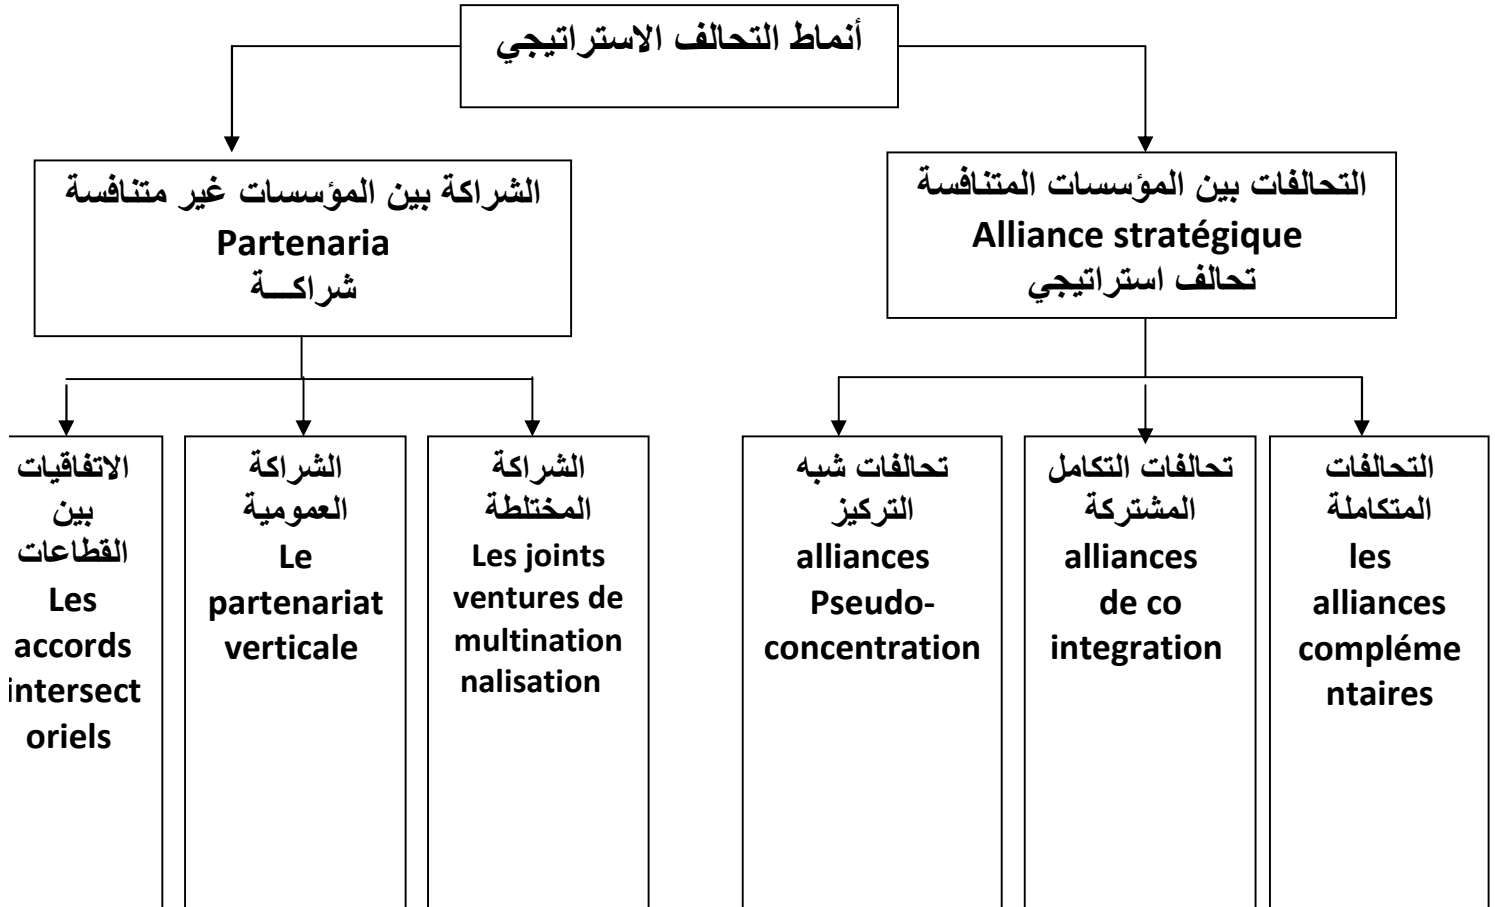 أنماط التحالف الاستراتيجي
التحالفات بين المؤسسات المتنافسة
Alliance stratégique
تحالف استراتيجي
الشراكة بين المؤسسات غير متنافسة
Partenaria
شراكـــة
التحالفات
المتكاملة
les
alliances
compléme
ntaires
تحالفات التكامل
المشتركة
alliances
de co
integration
تحالفات شبه
التركيز
alliances
Pseudo-
concentration
الشراكة
المختلطة
Les joints
ventures de
multination
nalisation
الشراكة
العمومية
Le
partenariat
verticale
الاتفاقيات
بين
القطاعات
Les
accords
intersect
oriels